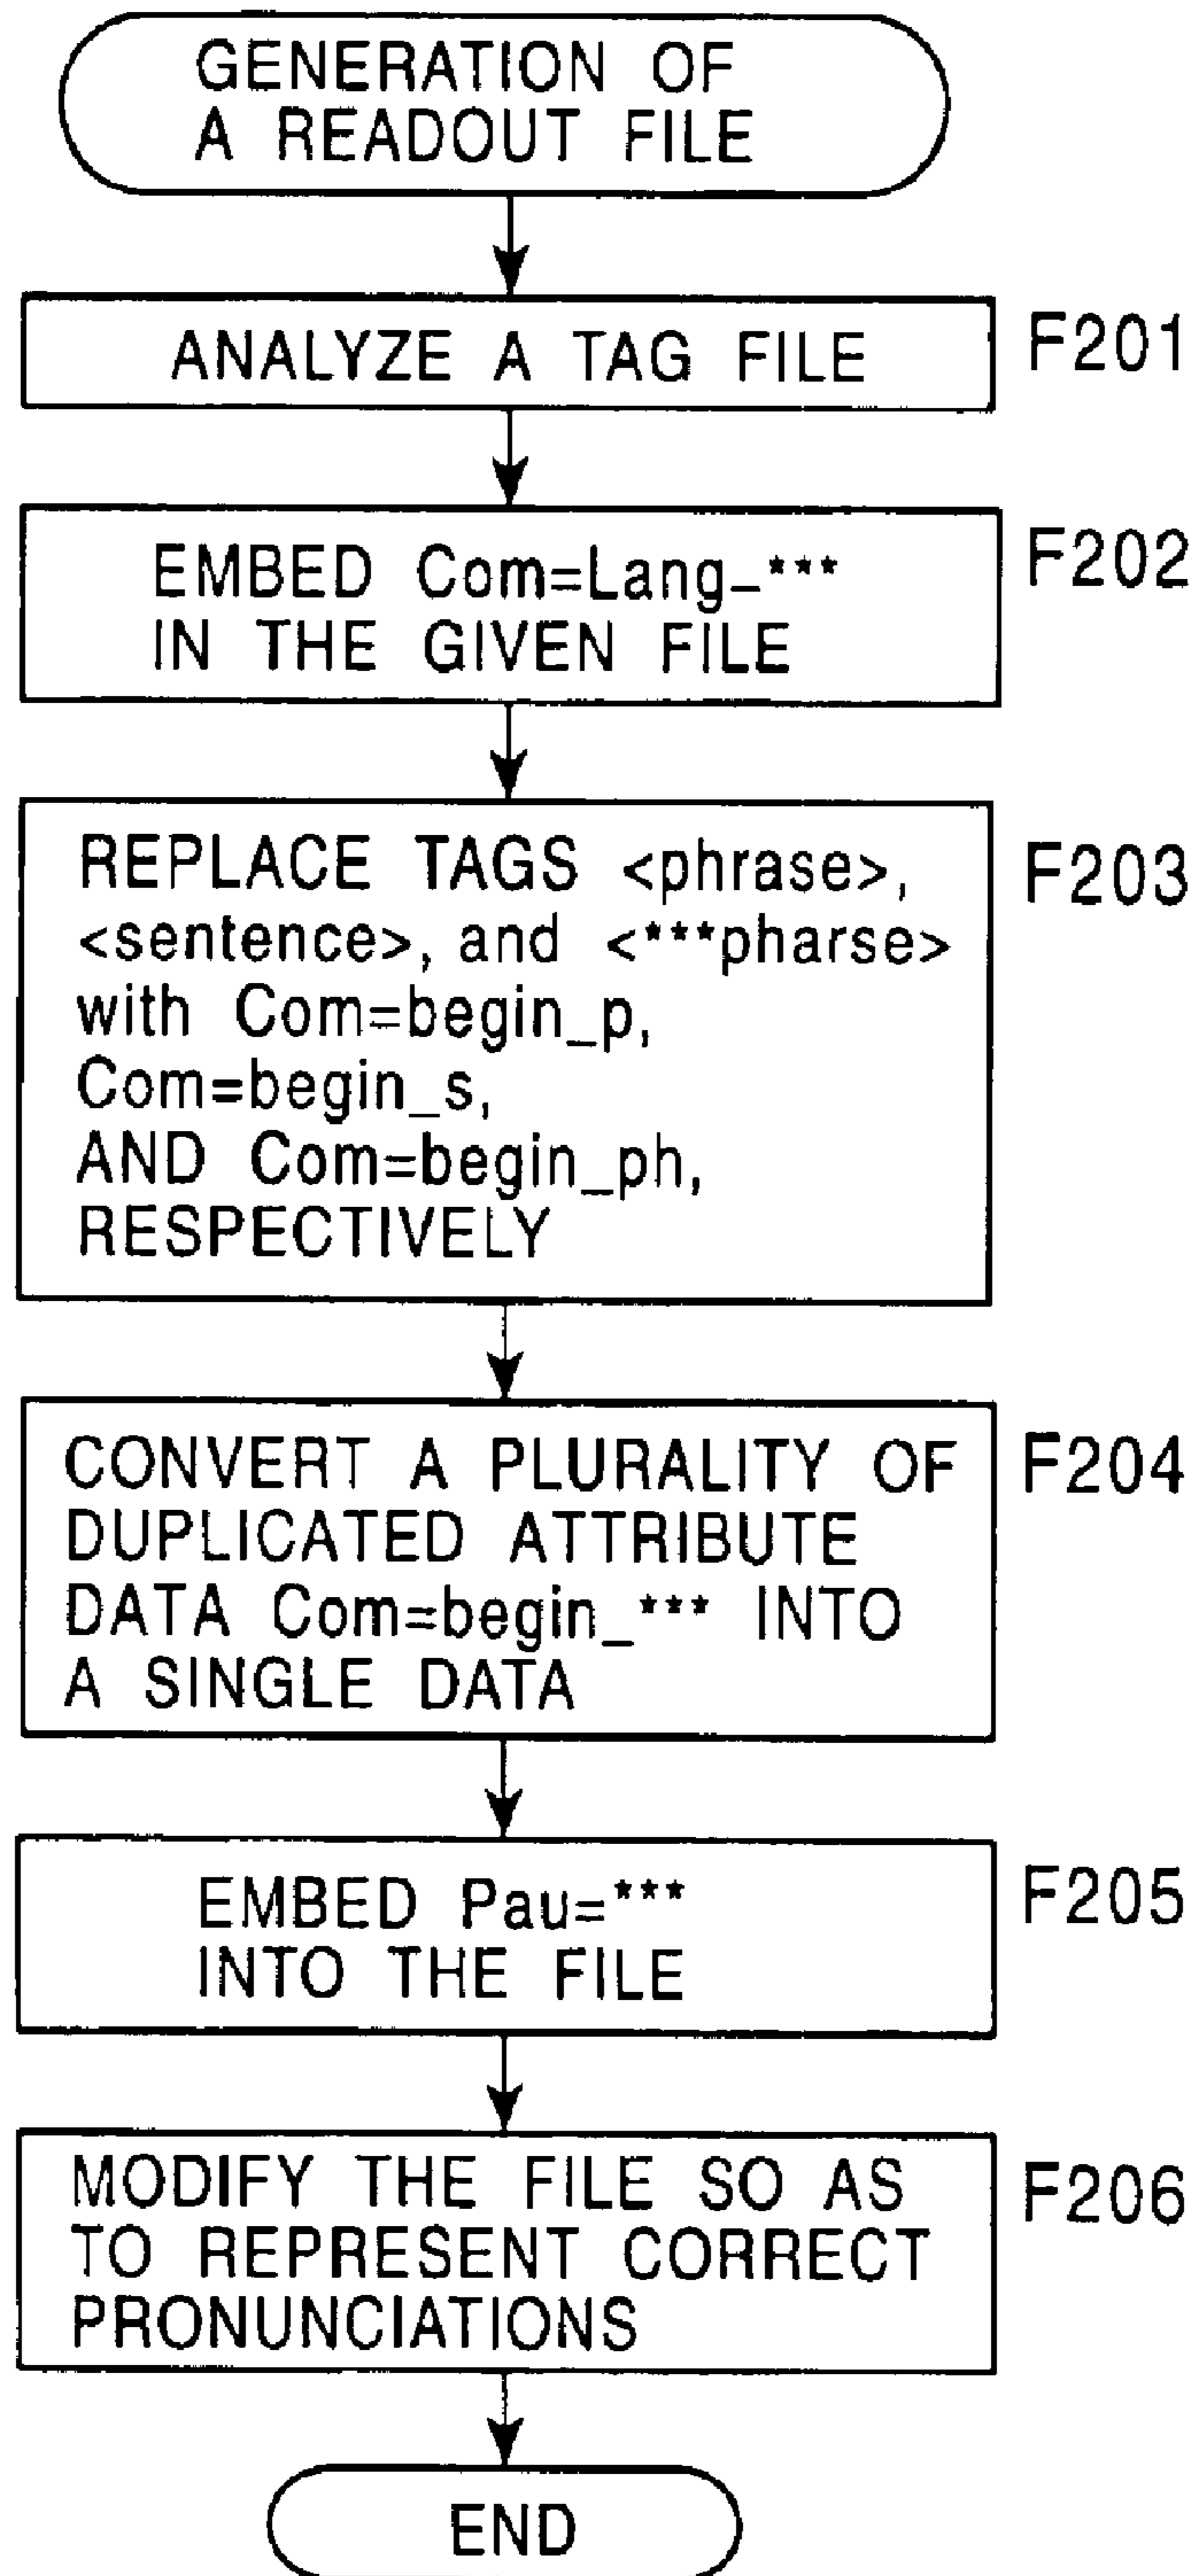 GENERATION OF
A READOUT FILE
ANALYZE A TAG FILE
F201
EMBED Com=Lang_***
IN THE GIVEN FILE
F202
REPLACE TAGS <phrase>,
<sentence>, and <***pharse>
with Com=begin_p,
Com=begin_s,
AND Com=begin_ph,
RESPECTIVELY
F203
CONVERT A PLURALITY OF
DUPLICATED ATTRIBUTE
DATA Com=begin_*** INTO
A SINGLE DATA
F204
EMBED Pau=***
INTO THE FILE
F205
MODIFY THE FILE SO AS
TO REPRESENT CORRECT
PRONUNCIATIONS
F206
END